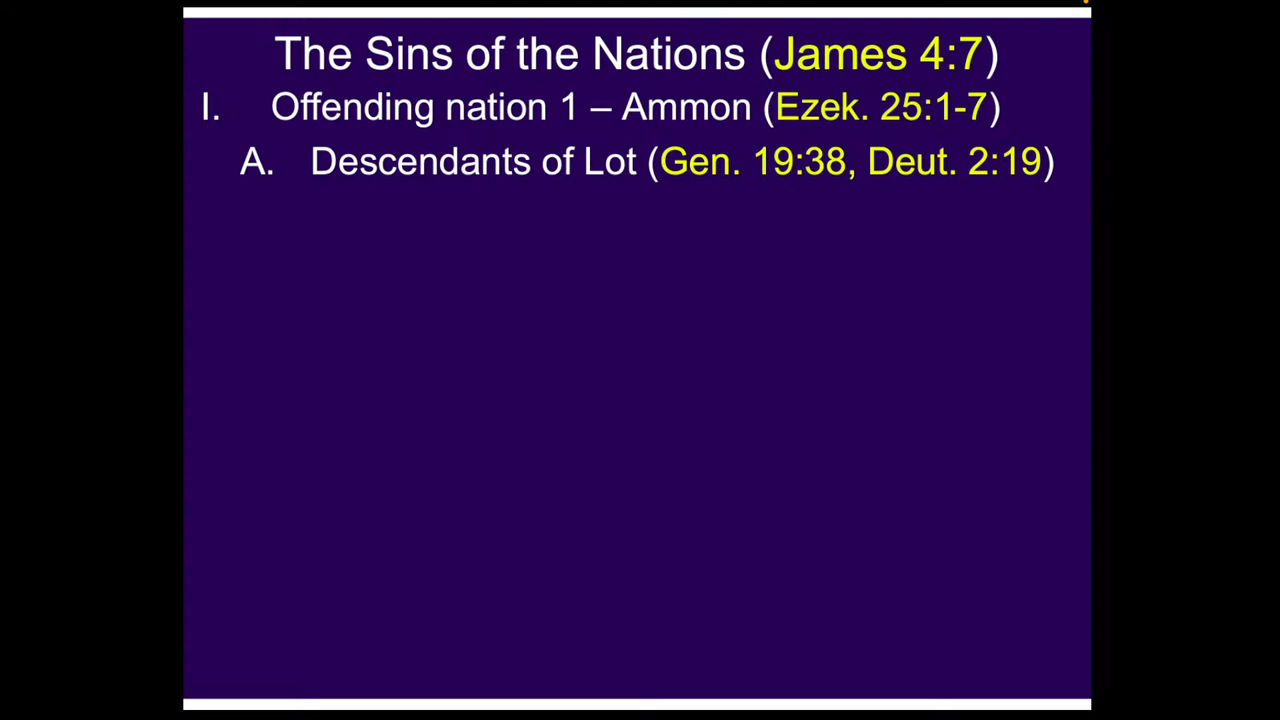 The Sins of the Nations (James 4:7)
I. Offending nation 1 – Ammon (Ezek. 25:1-7)
A. Descendants of Lot (Gen. 19:38, Deut. 2:19)